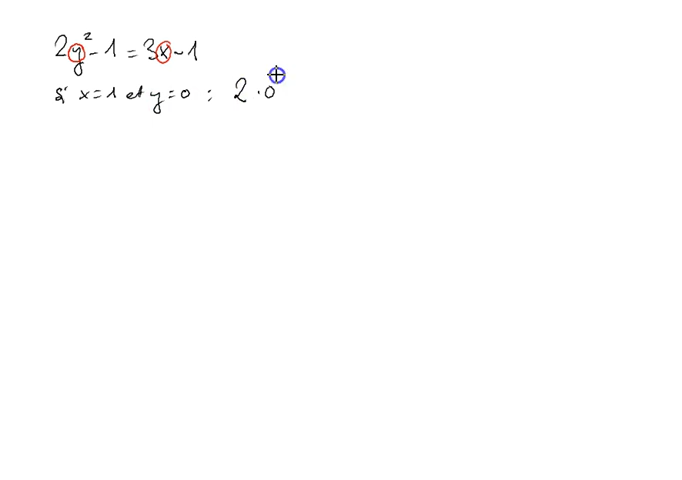 2y² - 1 = 3x - 1
si x = 1 et y = 0 : 2 · 0